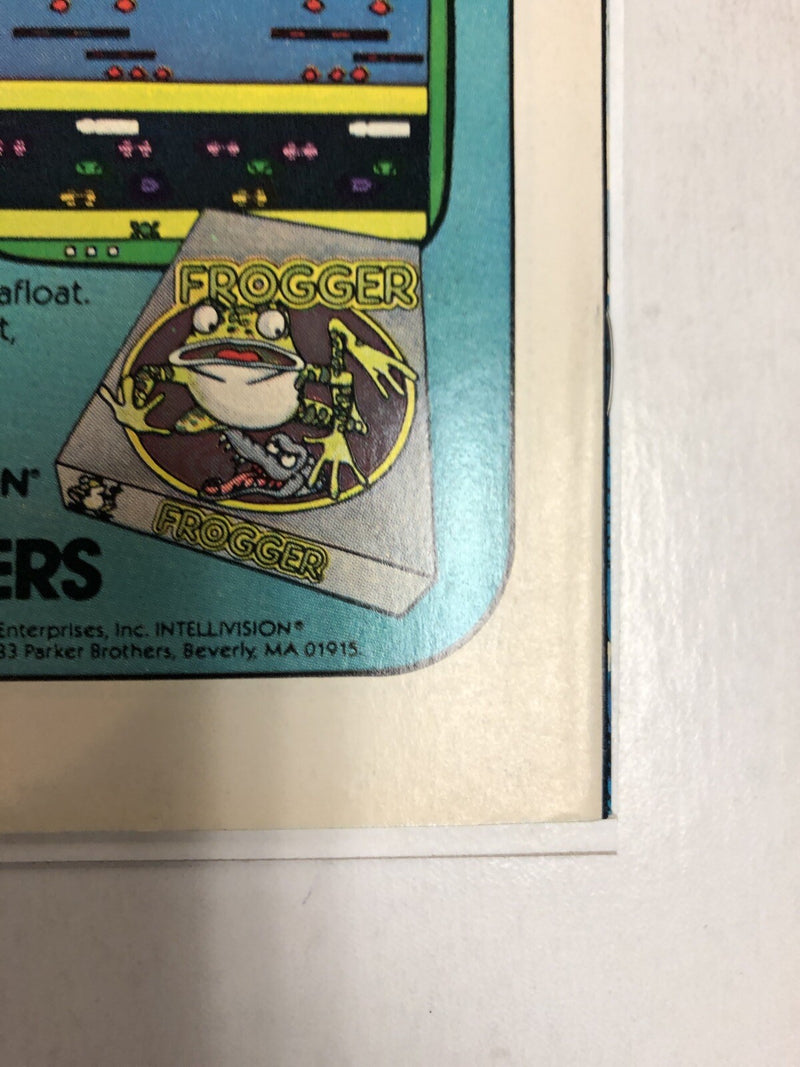 FROGGER
afloat.
t,
N
FROGGER
ERS
Enterprises, Inc. INTELLIVISION®
83 Parker Brothers, Beverly, MA 01915.